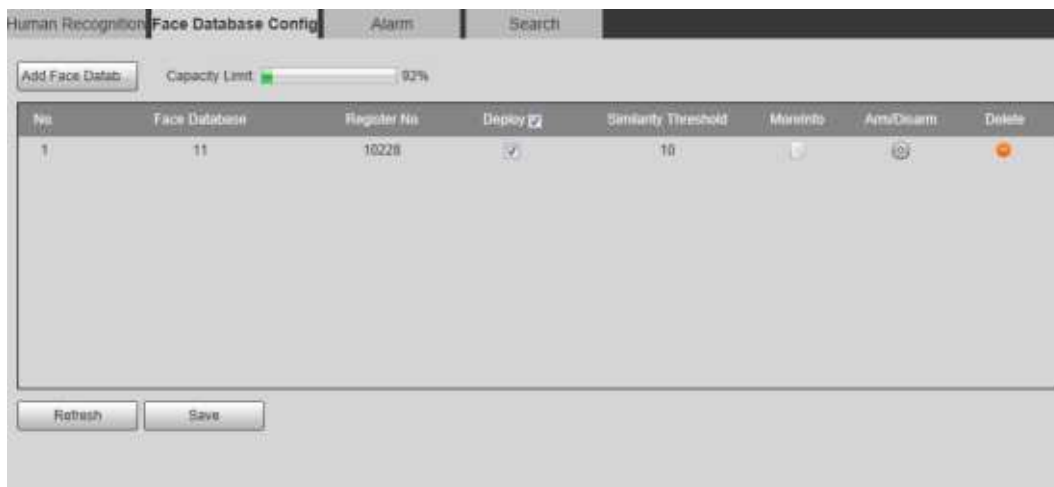 Human Recognition Face Database Config Alarm Search
Add Face Datab... Capacity Limit 92%
No. Face Database Register No Deploy Similarity Threshold MoreInfo Arm/Disarm Delete
1 11 10228 10
Refresh Save